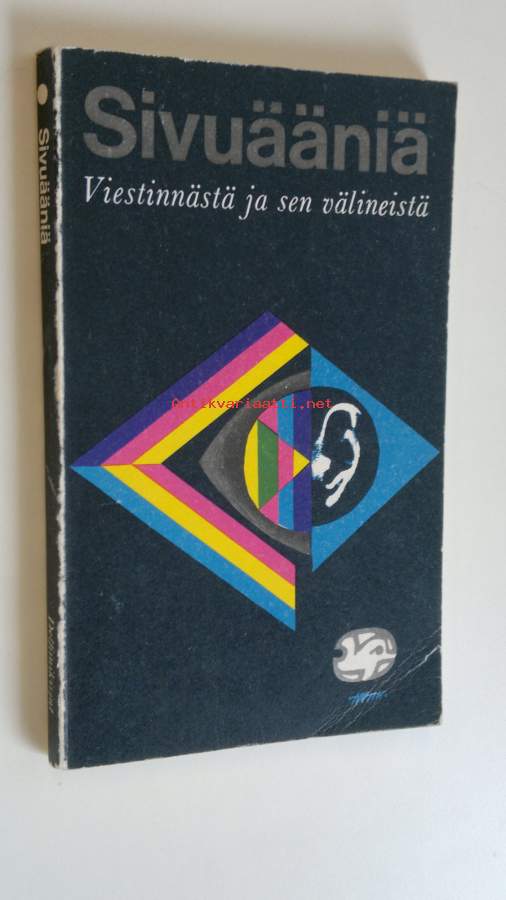 Sivuääniä
Viestinnästä ja sen välineistä
Sivuääniä
Antikvariaatti.net